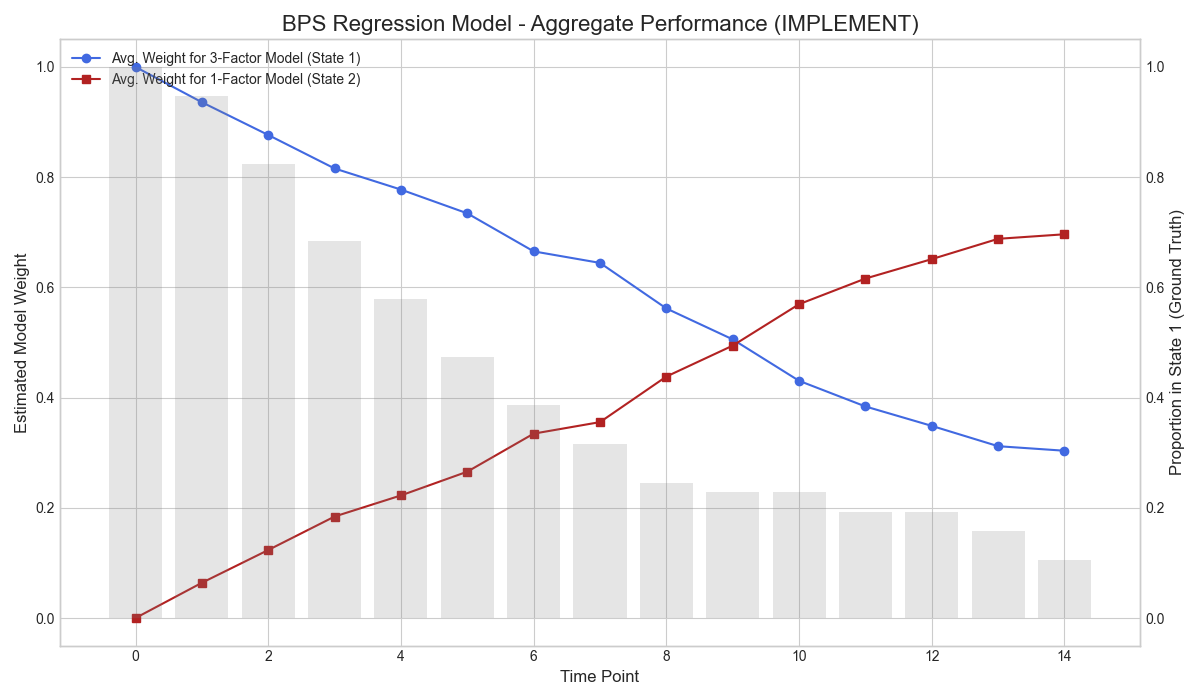 BPS Regression Model - Aggregate Performance (IMPLEMENT)
Avg. Weight for 3-Factor Model (State 1)
Avg. Weight for 1-Factor Model (State 2)
Estimated Model Weight
1.0
0.8
0.6
0.4
0.2
0.0
1.0
0.8
0.6
0.4
0.2
0.0
Proportion in State 1 (Ground Truth)
0 2 4 6 8 10 12 14
Time Point